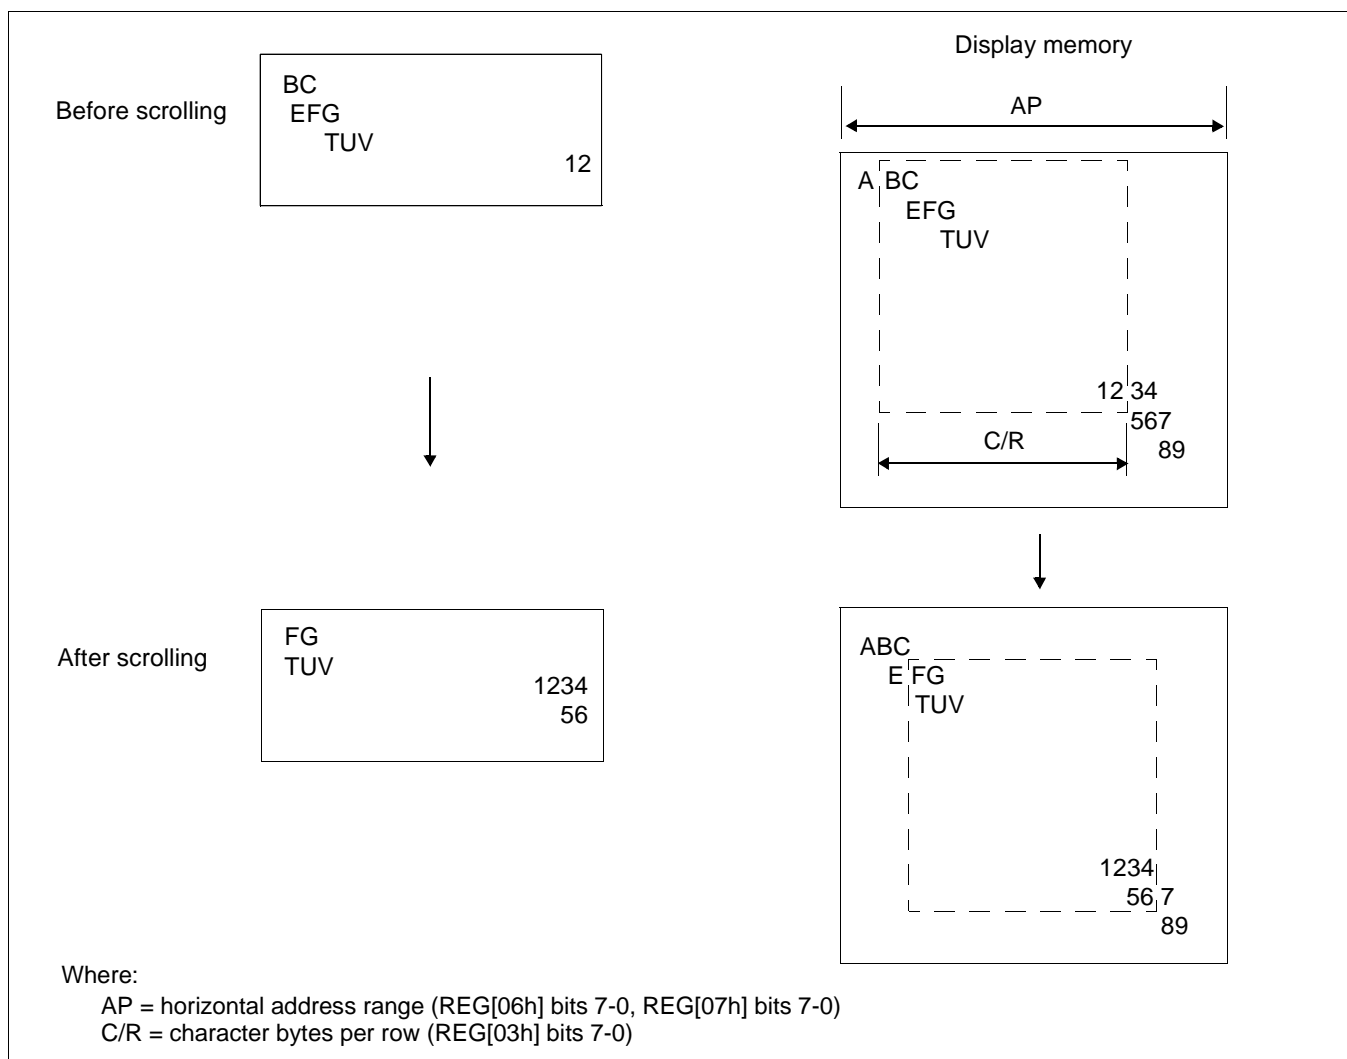 Display memory
Before scrolling
BC
EFG
TUV
12
AP
A BC
EFG
TUV
12 34
567
89
C/R
After scrolling
FG
TUV
1234
56
ABC
E FG
TUV
1234
56 7
89
Where:
AP = horizontal address range (REG[06h] bits 7-0, REG[07h] bits 7-0)
C/R = character bytes per row (REG[03h] bits 7-0)